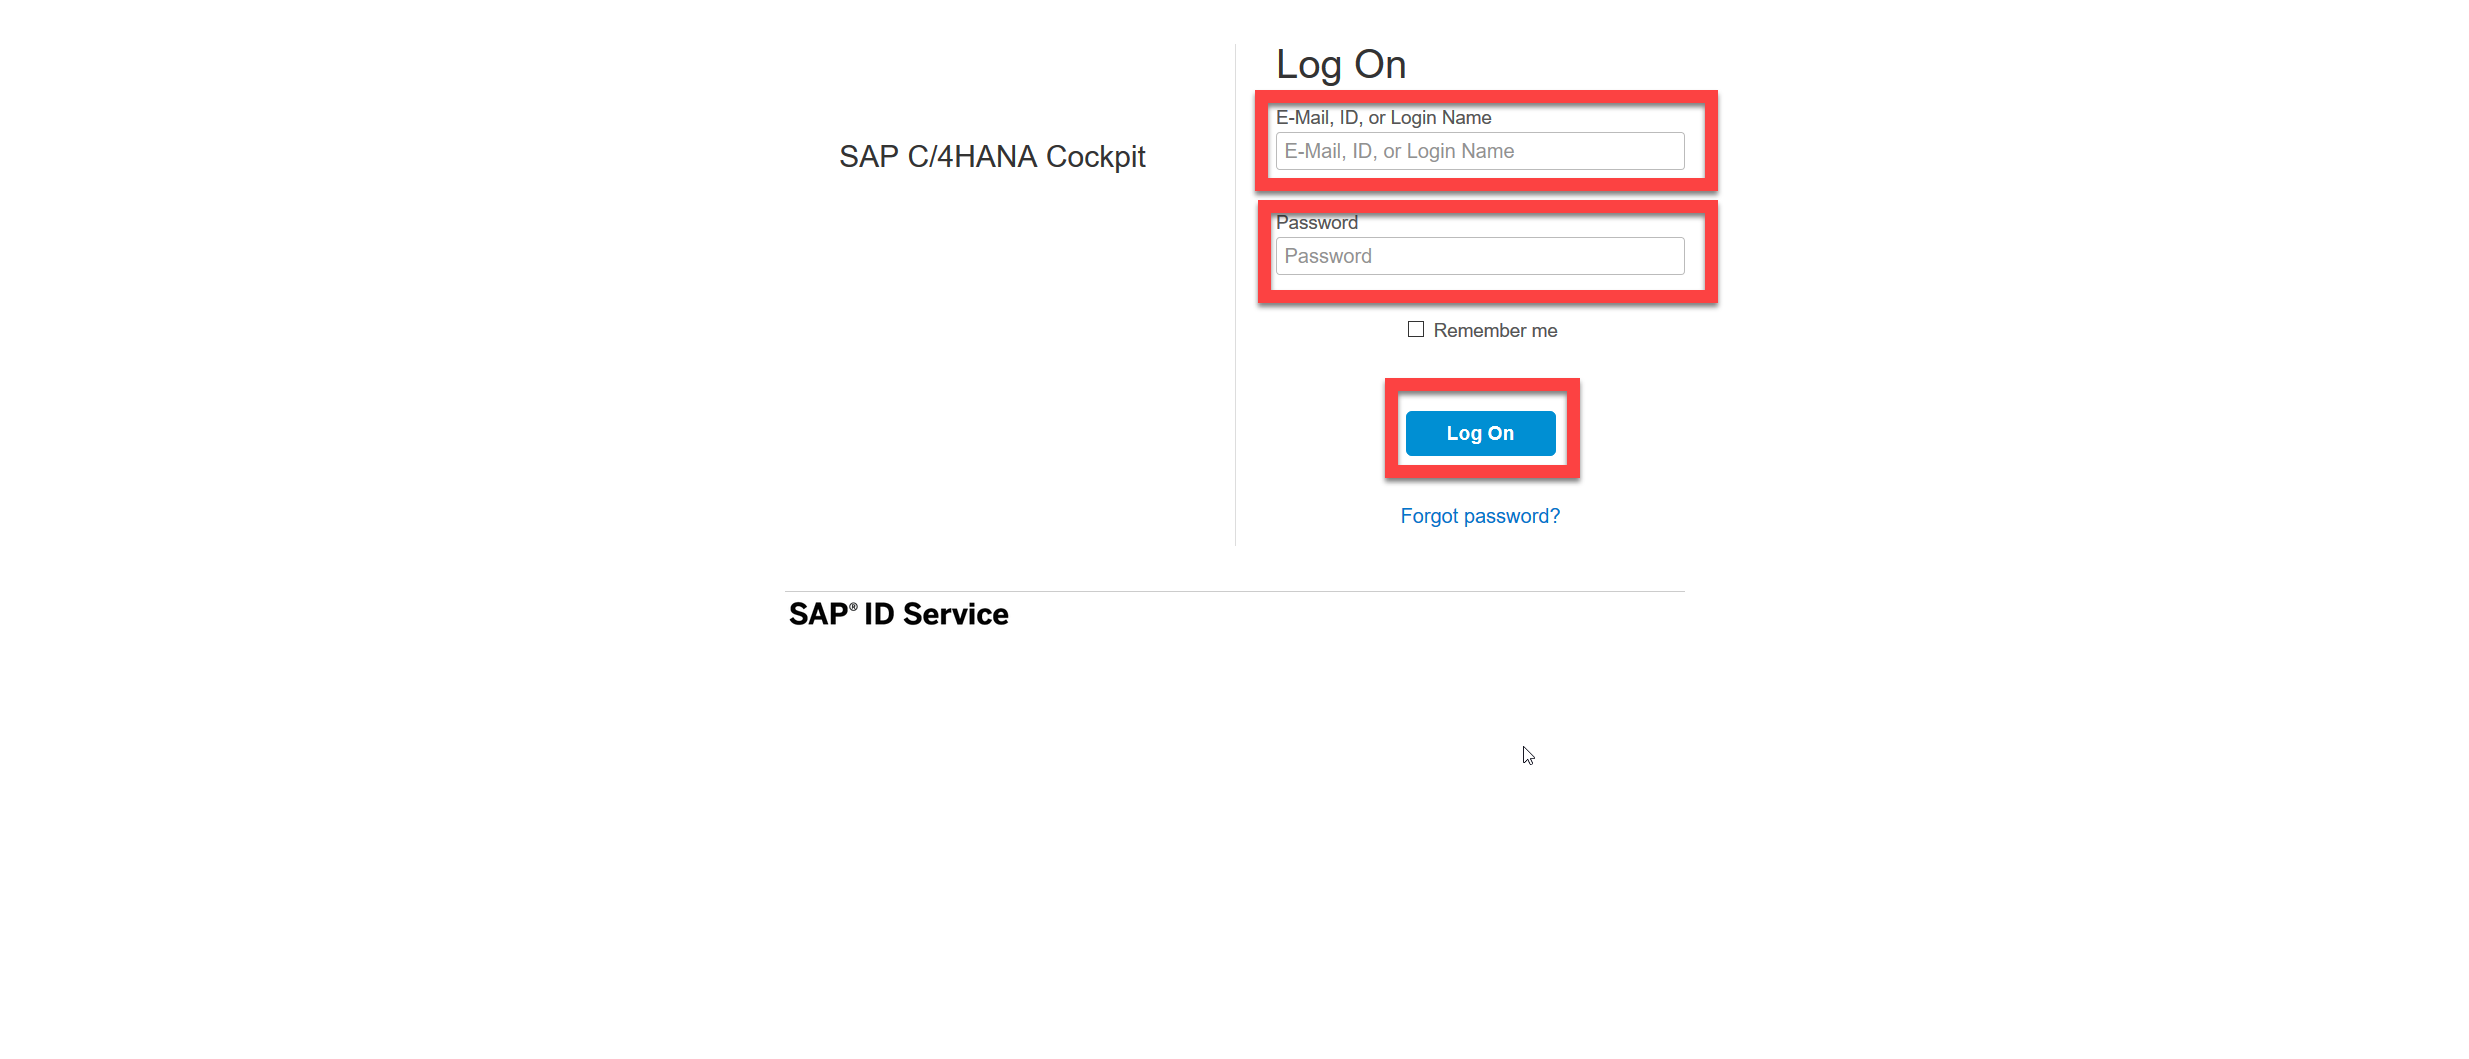 SAP C/4HANA Cockpit
Log On
E-Mail, ID, or Login Name
E-Mail, ID, or Login Name
Password
Password
Remember me
Log On
Forgot password?
SAP® ID Service